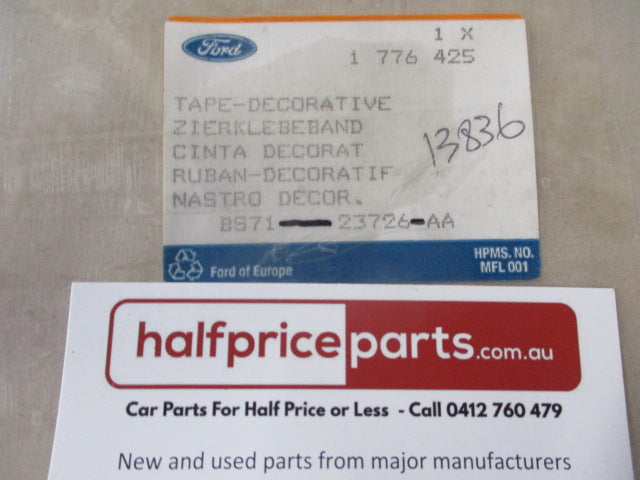 Ford
1 X
1 776 425
TAPE-DECORATIVE
ZIERKLEBEBAND
CINTA DECORAT
RUBAN-DECORATIF
NASTRO DECOR.
13836
BS71 23726-AA
Ford of Europe
HPMS. NO.
MFL 001
halfpriceparts.com.au
Car Parts For Half Price or Less - Call 0412 760 479
New and used parts from major manufacturers